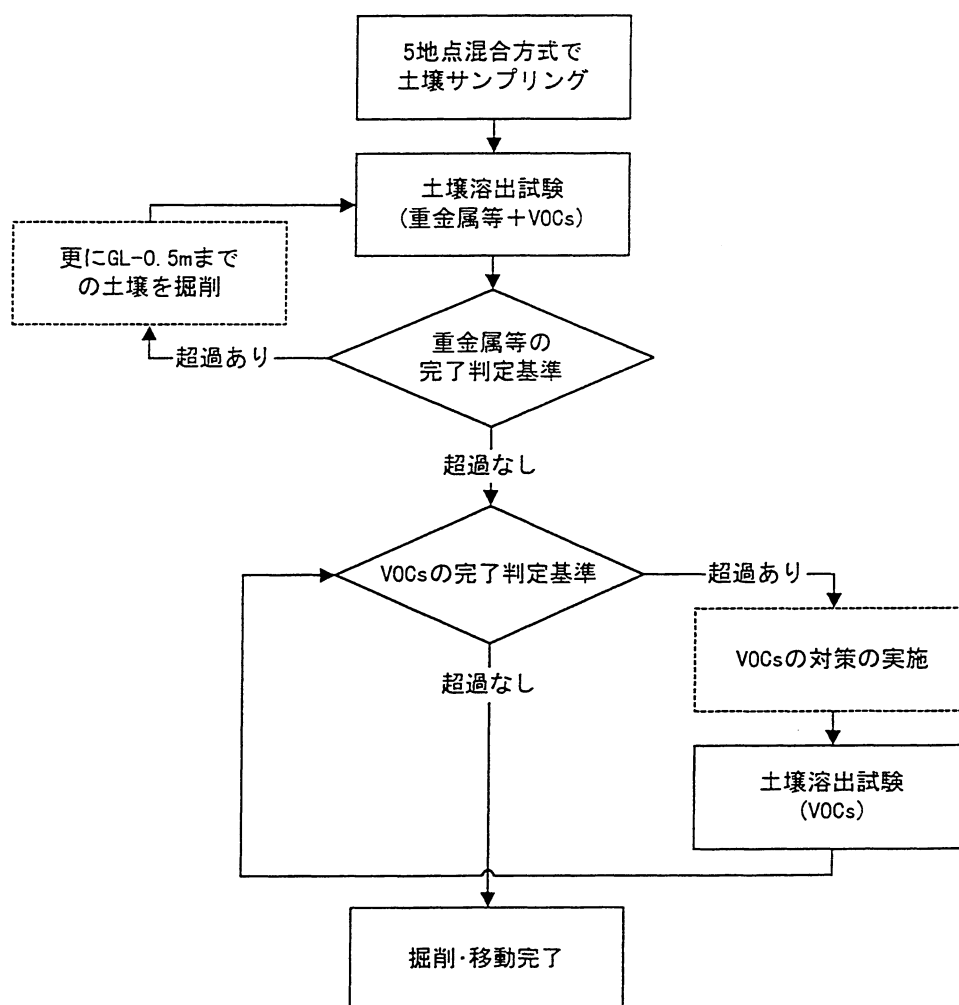 5地点混合方式で
土壌サンプリング
土壌溶出試験
(重金属等＋VOCs)
更にGL-0.5mまで
の土壌を掘削
重金属等の
完了判定基準
超過あり
超過なし
VOCsの完了判定基準
超過あり
VOCsの対策の実施
超過なし
土壌溶出試験
(VOCs)
掘削･移動完了